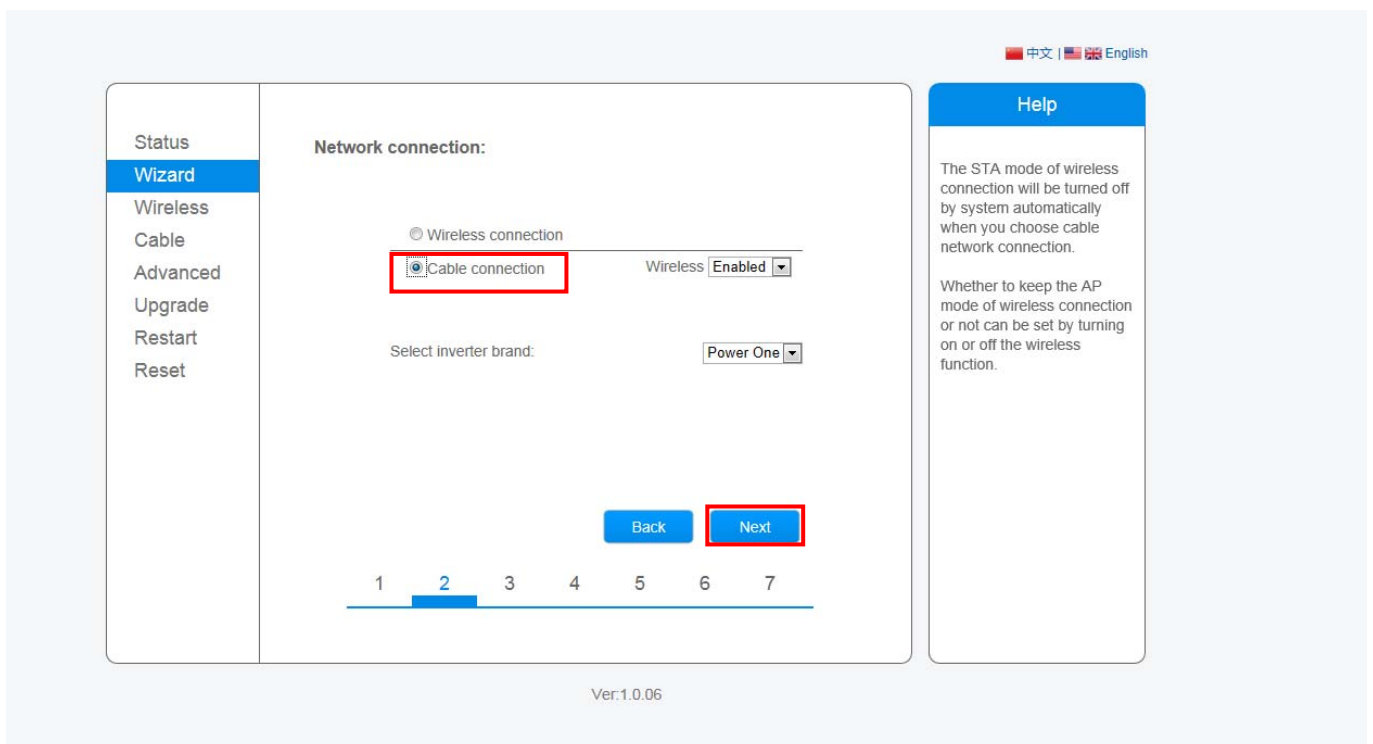 中文 | English
Status
Wizard
Wireless
Cable
Advanced
Upgrade
Restart
Reset
Network connection:
Wireless connection
Cable connection Wireless Enabled
Select inverter brand: Power One
Back Next
1 2 3 4 5 6 7
Help
The STA mode of wireless
connection will be turned off
by system automatically
when you choose cable
network connection.
Whether to keep the AP
mode of wireless connection
or not can be set by turning
on or off the wireless
function.
Ver:1.0.06